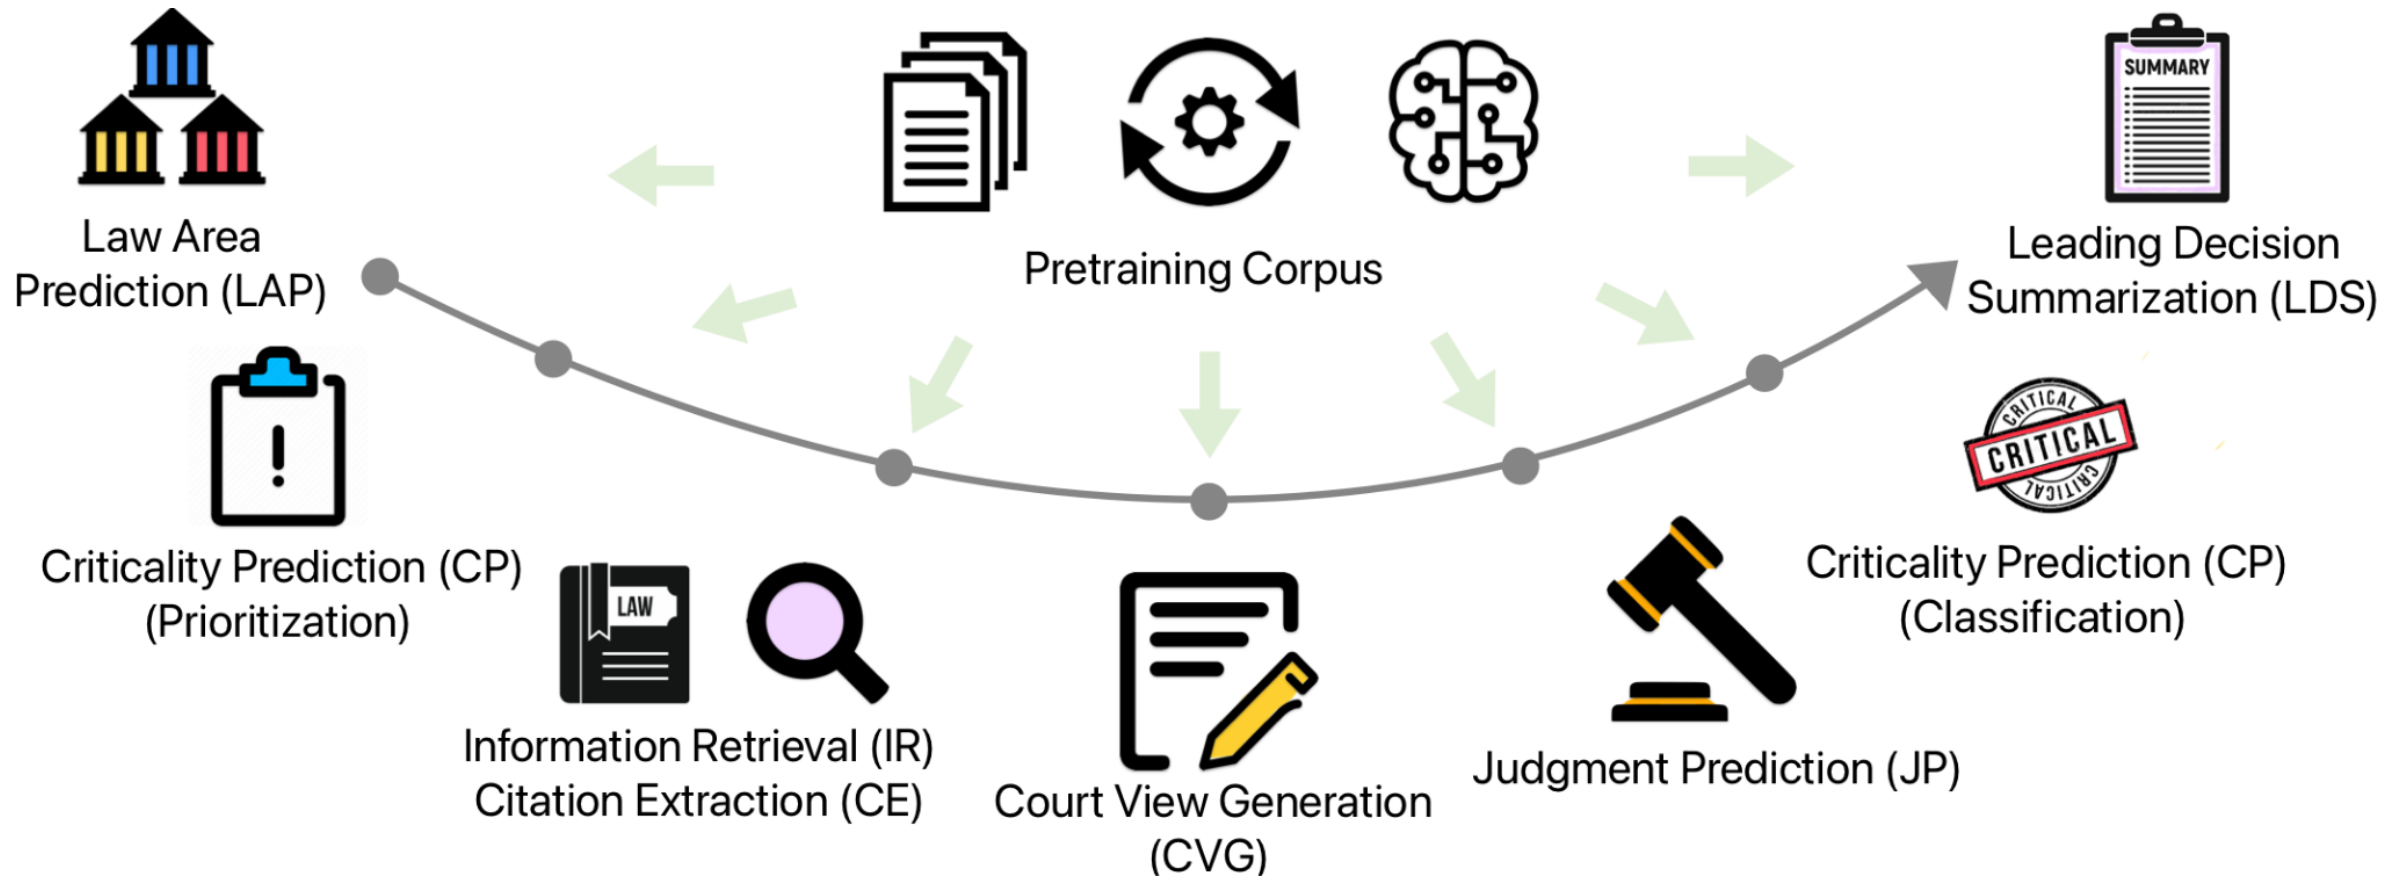 Law Area
Prediction (LAP)
Pretraining Corpus
SUMMARY
Leading Decision
Summarization (LDS)
Criticality Prediction (CP)
(Prioritization)
LAW
Information Retrieval (IR)
Citation Extraction (CE)
Court View Generation
(CVG)
Judgment Prediction (JP)
CRITICAL
CRITICAL
CRITICAL
Criticality Prediction (CP)
(Classification)